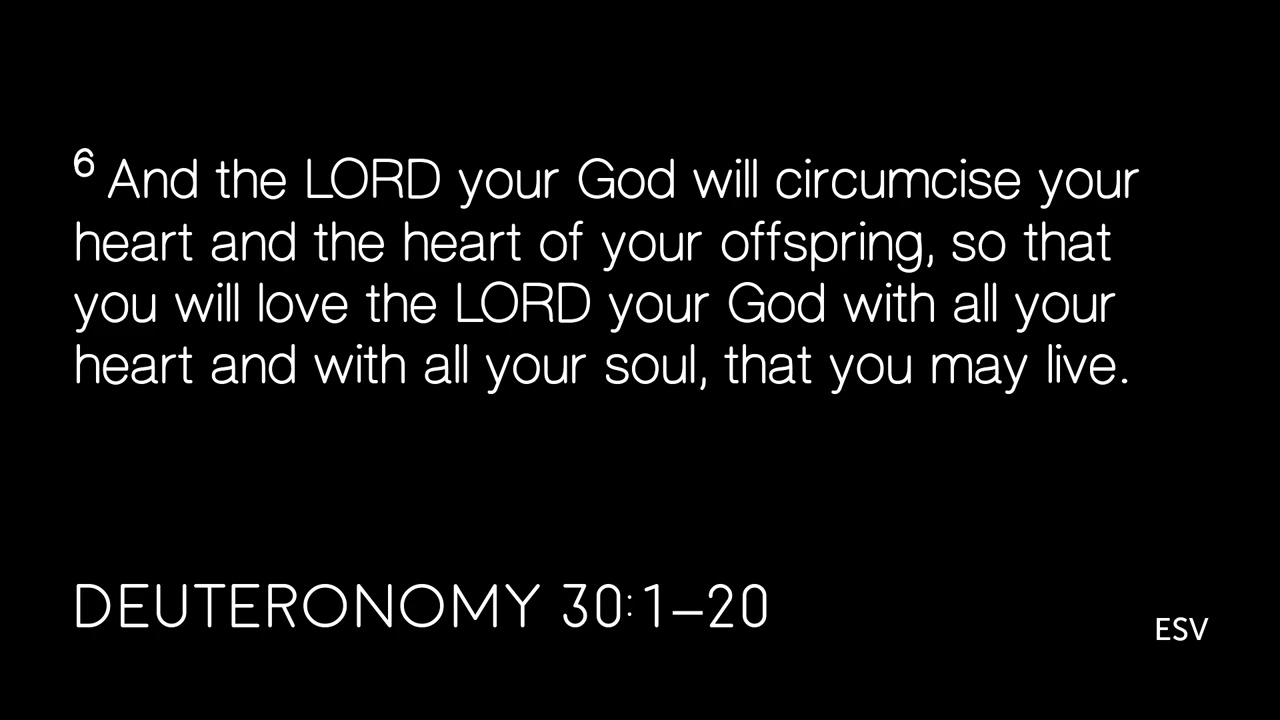 6 And the LORD your God will circumcise your
heart and the heart of your offspring, so that
you will love the LORD your God with all your
heart and with all your soul, that you may live.
DEUTERONOMY 30:1–20
ESV